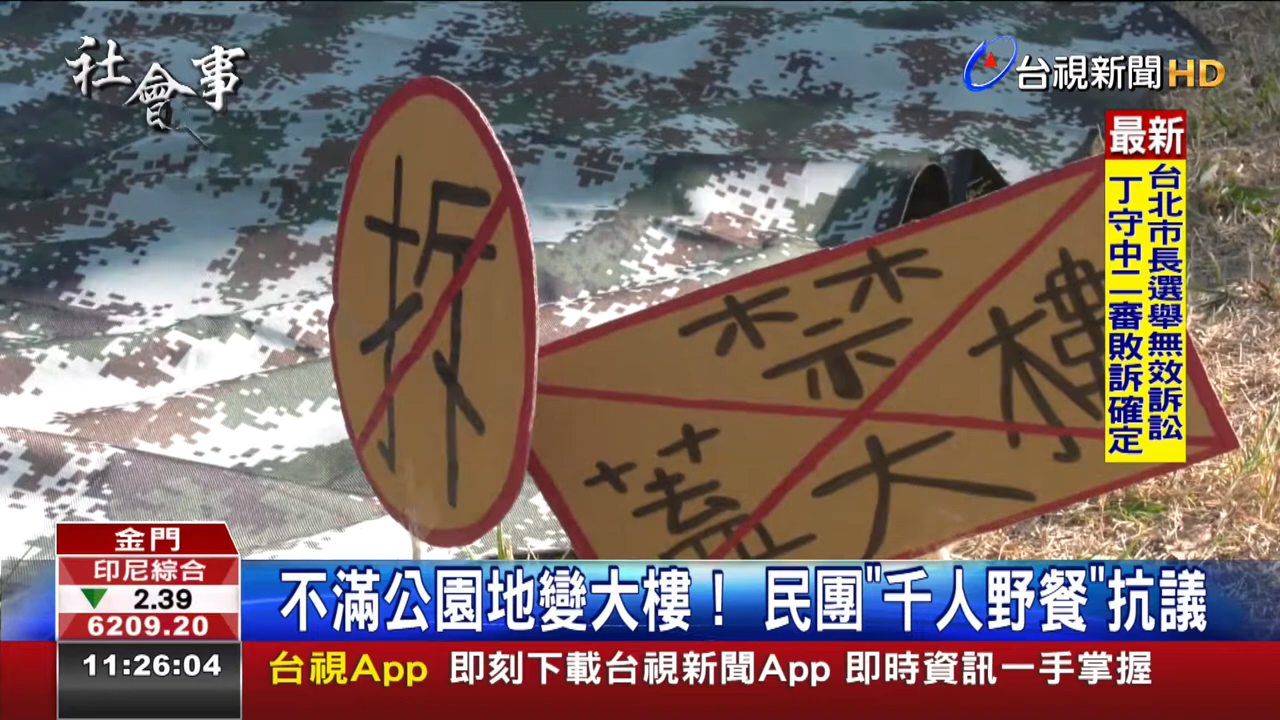 社會事
台視新聞HD
最新
台北市長選舉無效訴訟
丁守中二審敗訴確定
拆
禁
蓋大樓
金門
印尼綜合
▼ 2.39
6209.20
不滿公園地變大樓！ 民團"千人野餐"抗議
11:26:04
台視App 即刻下載台視新聞App 即時資訊一手掌握